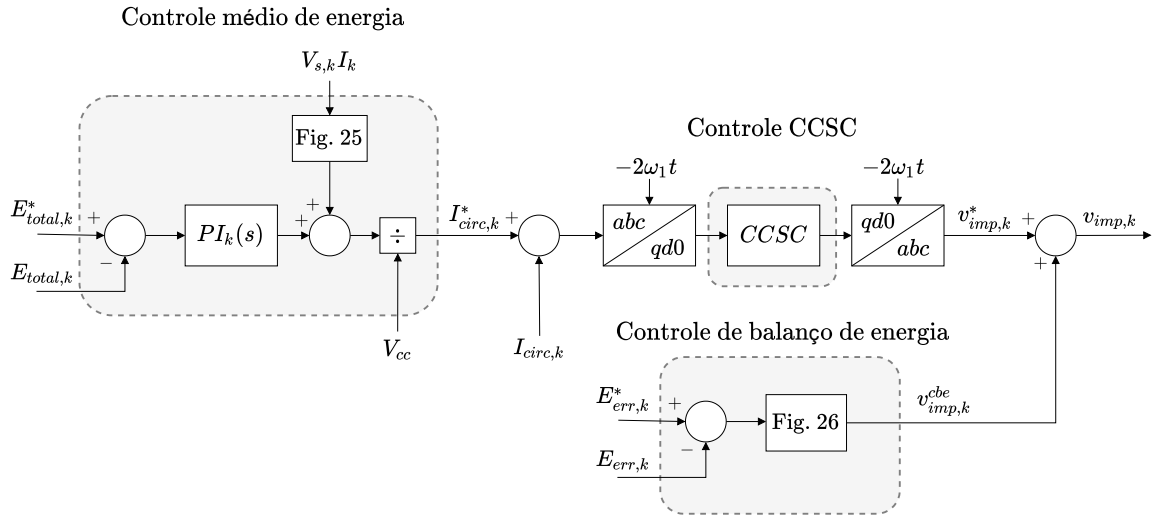 Controle médio de energia
V_{s,k} I_k
Fig. 25
Controle CCSC
−2ω_1t
−2ω_1t
E^*_{total,k}
+
−
E_{total,k}
PI_k(s)
+
+
÷
V_{cc}
I^*_{circ,k}
+
I_{circ,k}
abc
qd0
CCSC
qd0
abc
v^*_{imp,k}
+
+
v_{imp,k}
Controle de balanço de energia
E^*_{err,k}
+
−
E_{err,k}
Fig. 26
v^{cbe}_{imp,k}